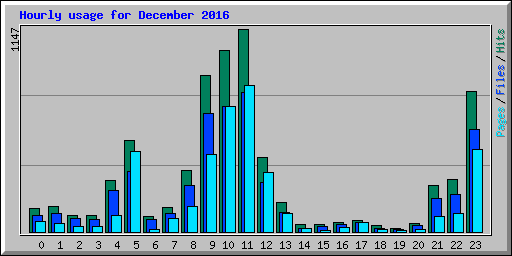 Hourly usage for December 2016
1147
Pages/Files/Hits
0 1 2 3 4 5 6 7 8 9 10 11 12 13 14 15 16 17 18 19 20 21 22 23